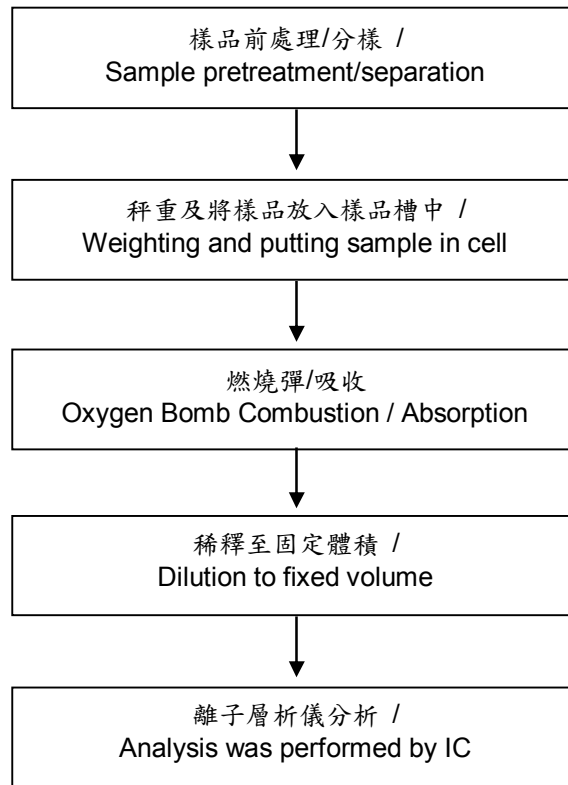 樣品前處理/分樣 /
Sample pretreatment/separation
秤重及將樣品放入樣品槽中 /
Weighting and putting sample in cell
燃燒彈/吸收
Oxygen Bomb Combustion / Absorption
稀釋至固定體積 /
Dilution to fixed volume
離子層析儀分析 /
Analysis was performed by IC